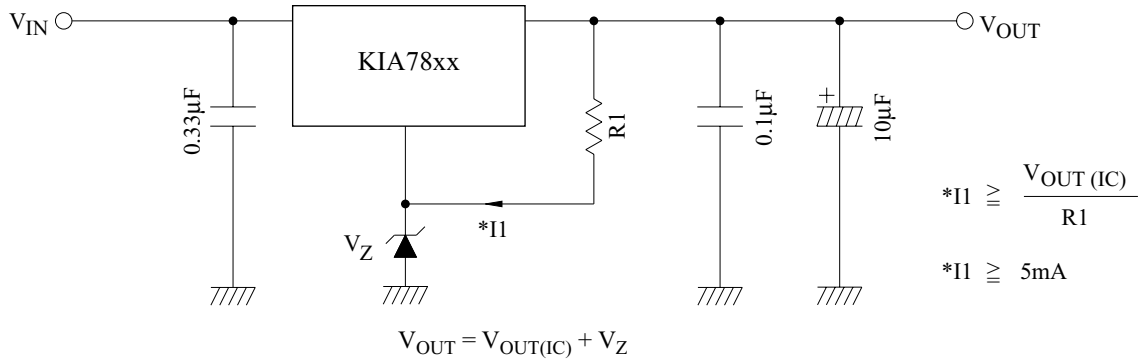 VIN
VOUT
KIA78xx
0.33µF
R1
0.1µF
+
10µF
*I1
VZ
*I1 ≧ VOUT (IC)
R1
*I1 ≧ 5mA
VOUT = VOUT(IC) + VZ